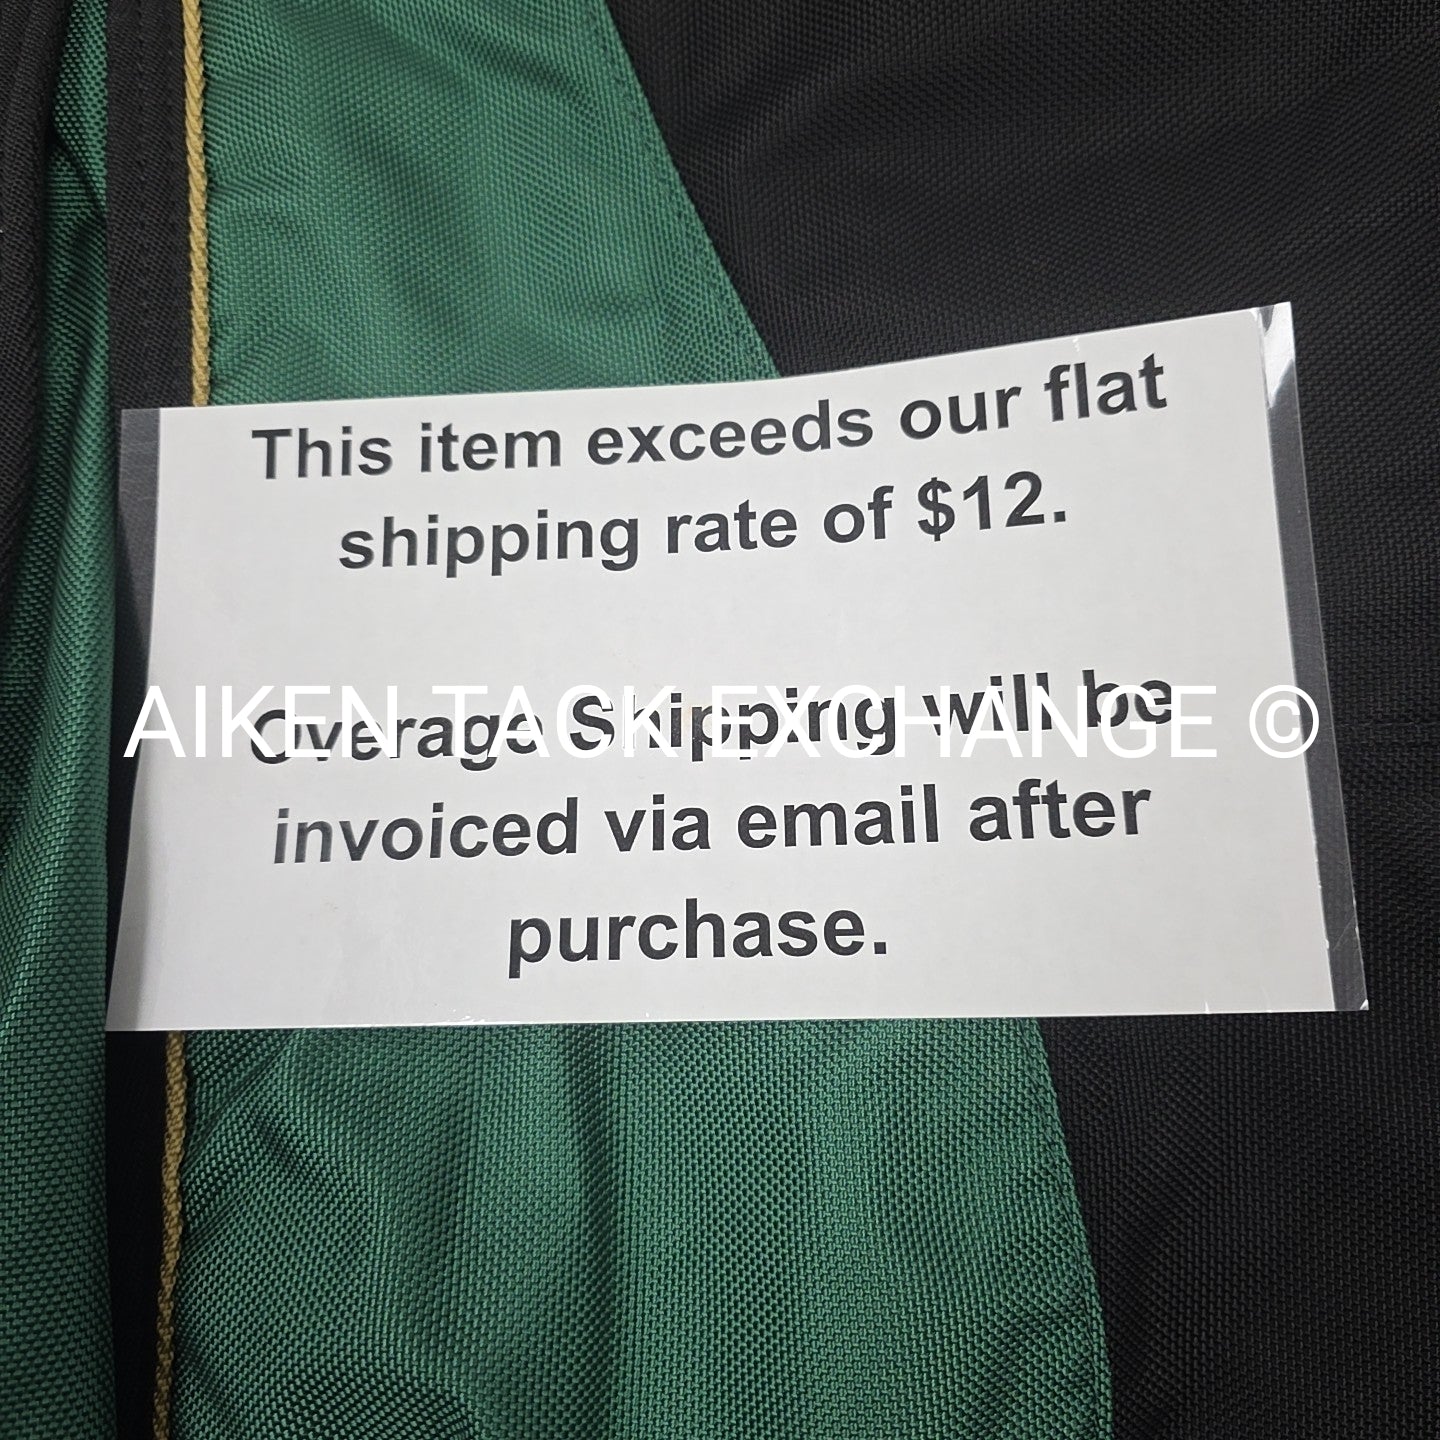 This item exceeds our flat
shipping rate of $12.
Overage Shipping will be
AIKEN TACK EXCHANGE ©
invoiced via email after
purchase.